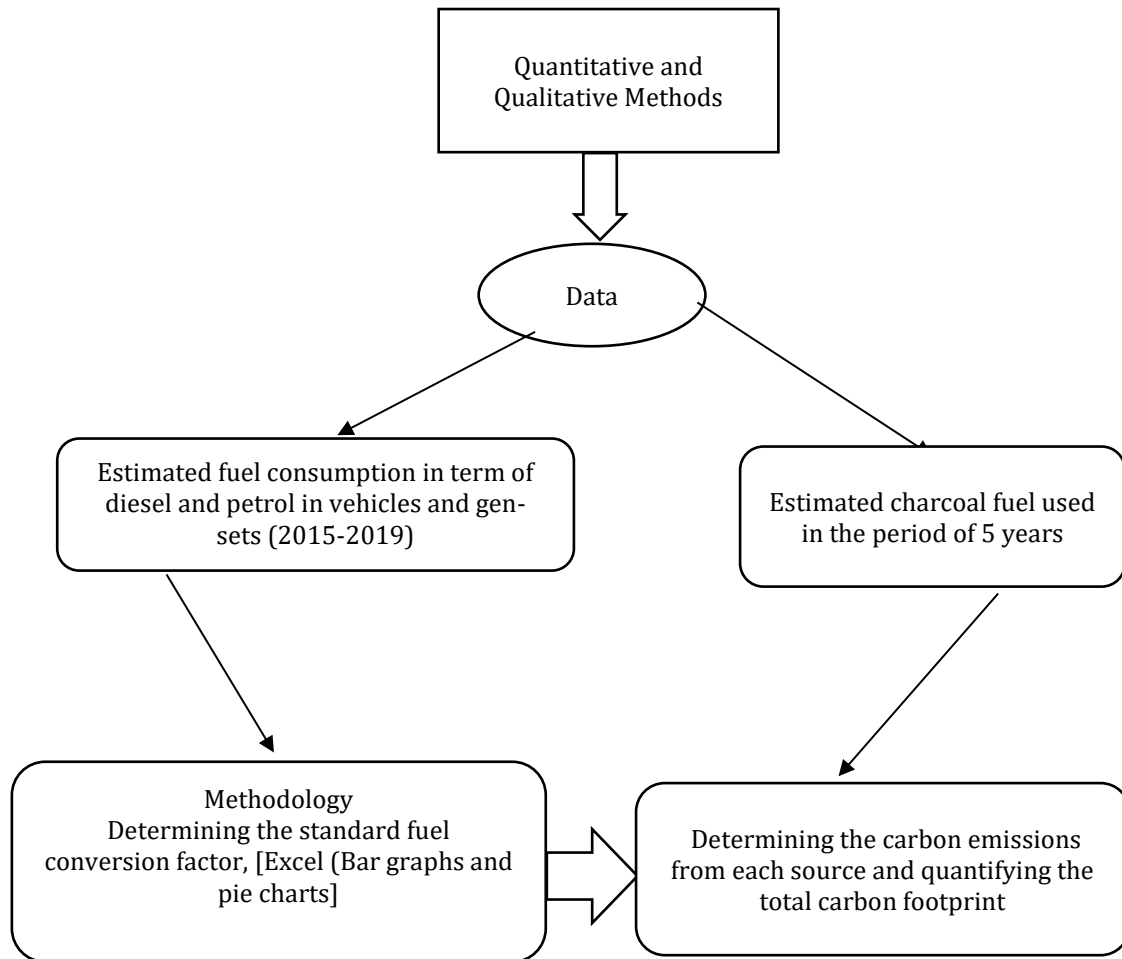 Quantitative and
Qualitative Methods
Data
Estimated fuel consumption in term of
diesel and petrol in vehicles and gen-
sets (2015-2019)
Estimated charcoal fuel used
in the period of 5 years
Methodology
Determining the standard fuel
conversion factor, [Excel (Bar graphs and
pie charts]
Determining the carbon emissions
from each source and quantifying the
total carbon footprint